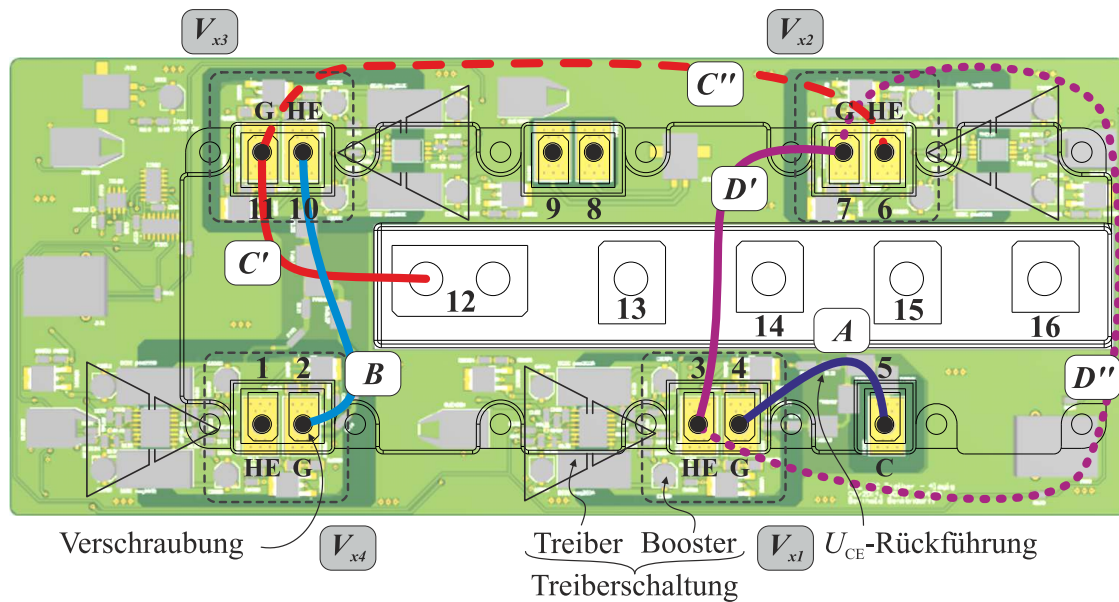 Vx3
Vx2
C''
G HE
G HE
11 10
9 8
7 6
D'
C'
12
13
14
15
16
A
B
D''
1 2
3 4
5
HE G
HE G
C
Verschraubung
Vx4
Treiber Booster
Vx1
UCE-Rückführung
Treiberschaltung